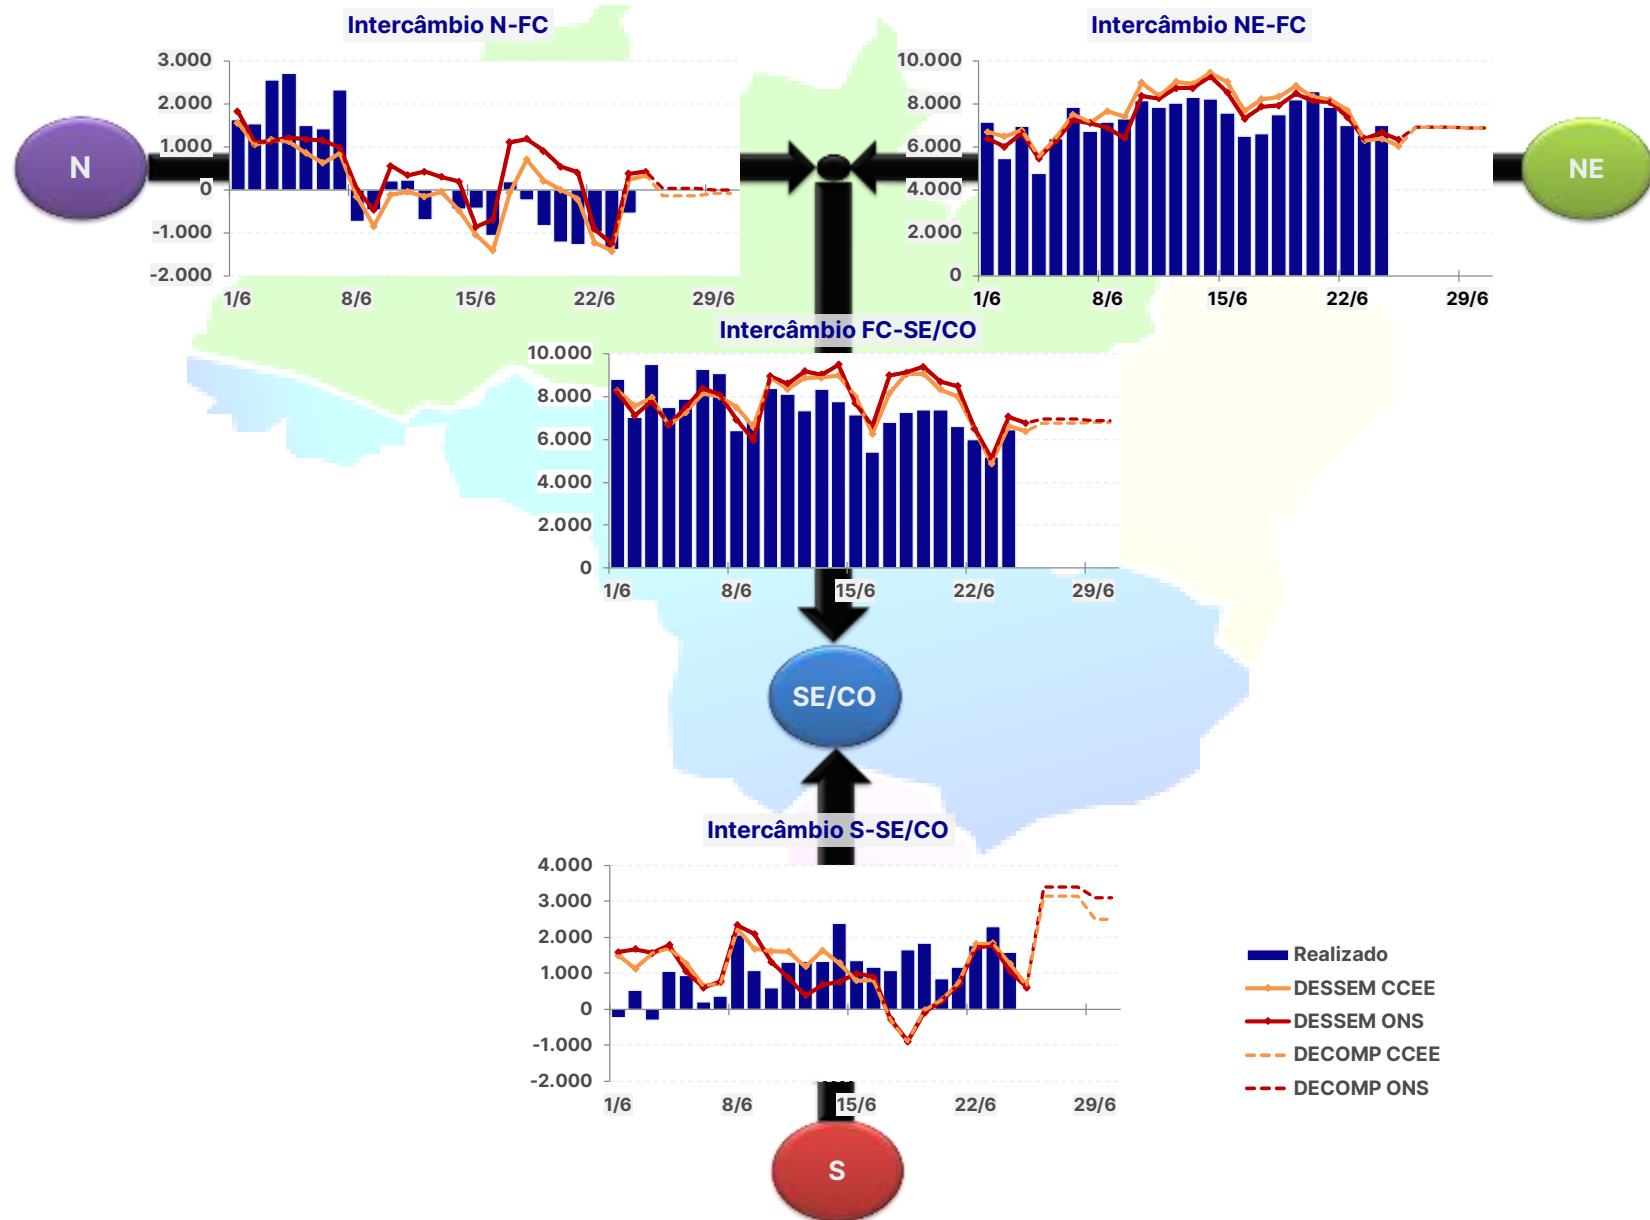 Intercâmbio N-FC
3.000
2.000
1.000
0
-1.000
-2.000
1/6 8/6 15/6 22/6 29/6
Intercâmbio NE-FC
10.000
8.000
6.000
4.000
2.000
0
1/6 8/6 15/6 22/6 29/6
N
NE
Intercâmbio FC-SE/CO
10.000
8.000
6.000
4.000
2.000
0
1/6 8/6 15/6 22/6 29/6
SE/CO
Intercâmbio S-SE/CO
4.000
3.000
2.000
1.000
0
-1.000
-2.000
1/6 8/6 15/6 22/6 29/6
S
Realizado
DESSEM CCEE
DESSEM ONS
DECOMP CCEE
DECOMP ONS